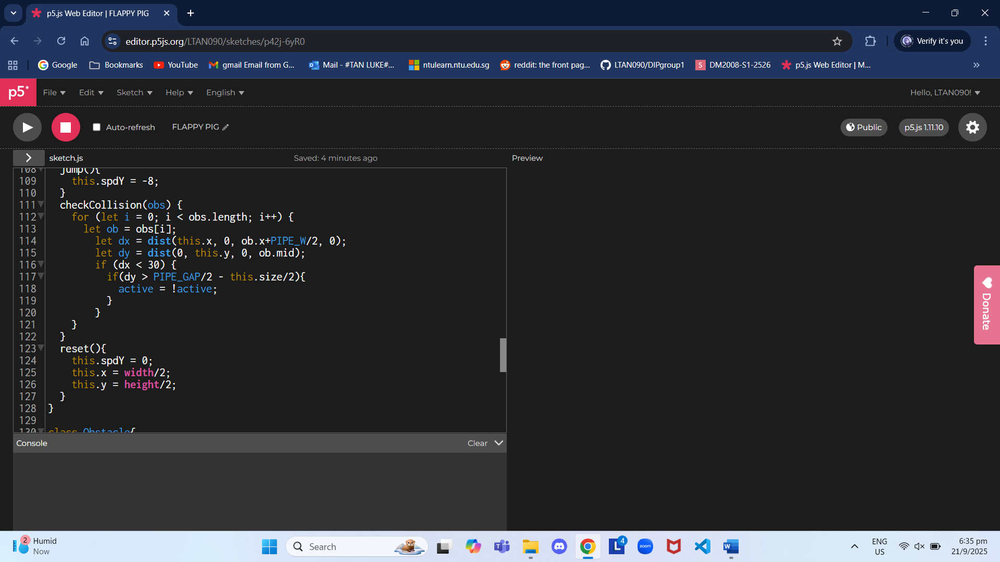 p5.js Web Editor | FLAPPY PIG
editor.p5js.org/LTAN090/sketches/p42j-6yR0
Verify it's you
Google
Bookmarks
YouTube
gmail Email from G...
Mail - #TAN LUKE#...
ntulearn.ntu.edu.sg
reddit: the front pag...
LTAN090/DIPgroup1
S DM2008-S1-2526
p5.js Web Editor | M...
p5*
File
Edit
Sketch
Help
English
Hello, LTAN090!
Auto-refresh
FLAPPY PIG
Public
p5.js 1.11.10
sketch.js
Saved: 4 minutes ago
Preview
108 jump(){
109 this.spdY = -8;
110 }
111 checkCollision(obs) {
112 for (let i = 0; i < obs.length; i++) {
113 let ob = obs[i];
114 let dx = dist(this.x, 0, ob.x+PIPE_W/2, 0);
115 let dy = dist(0, this.y, 0, ob.mid);
116 if (dx < 30) {
117 if(dy > PIPE_GAP/2 - this.size/2){
118 active = !active;
119 }
120 }
121 }
122 }
123 reset(){
124 this.spdY = 0;
125 this.x = width/2;
126 this.y = height/2;
127 }
128 }
129
130 class Obstacle{
Donate
Console
Clear
2
Humid
Now
Search
T
L
4
zoom
W
ENG
US
6:35 pm
21/9/2025